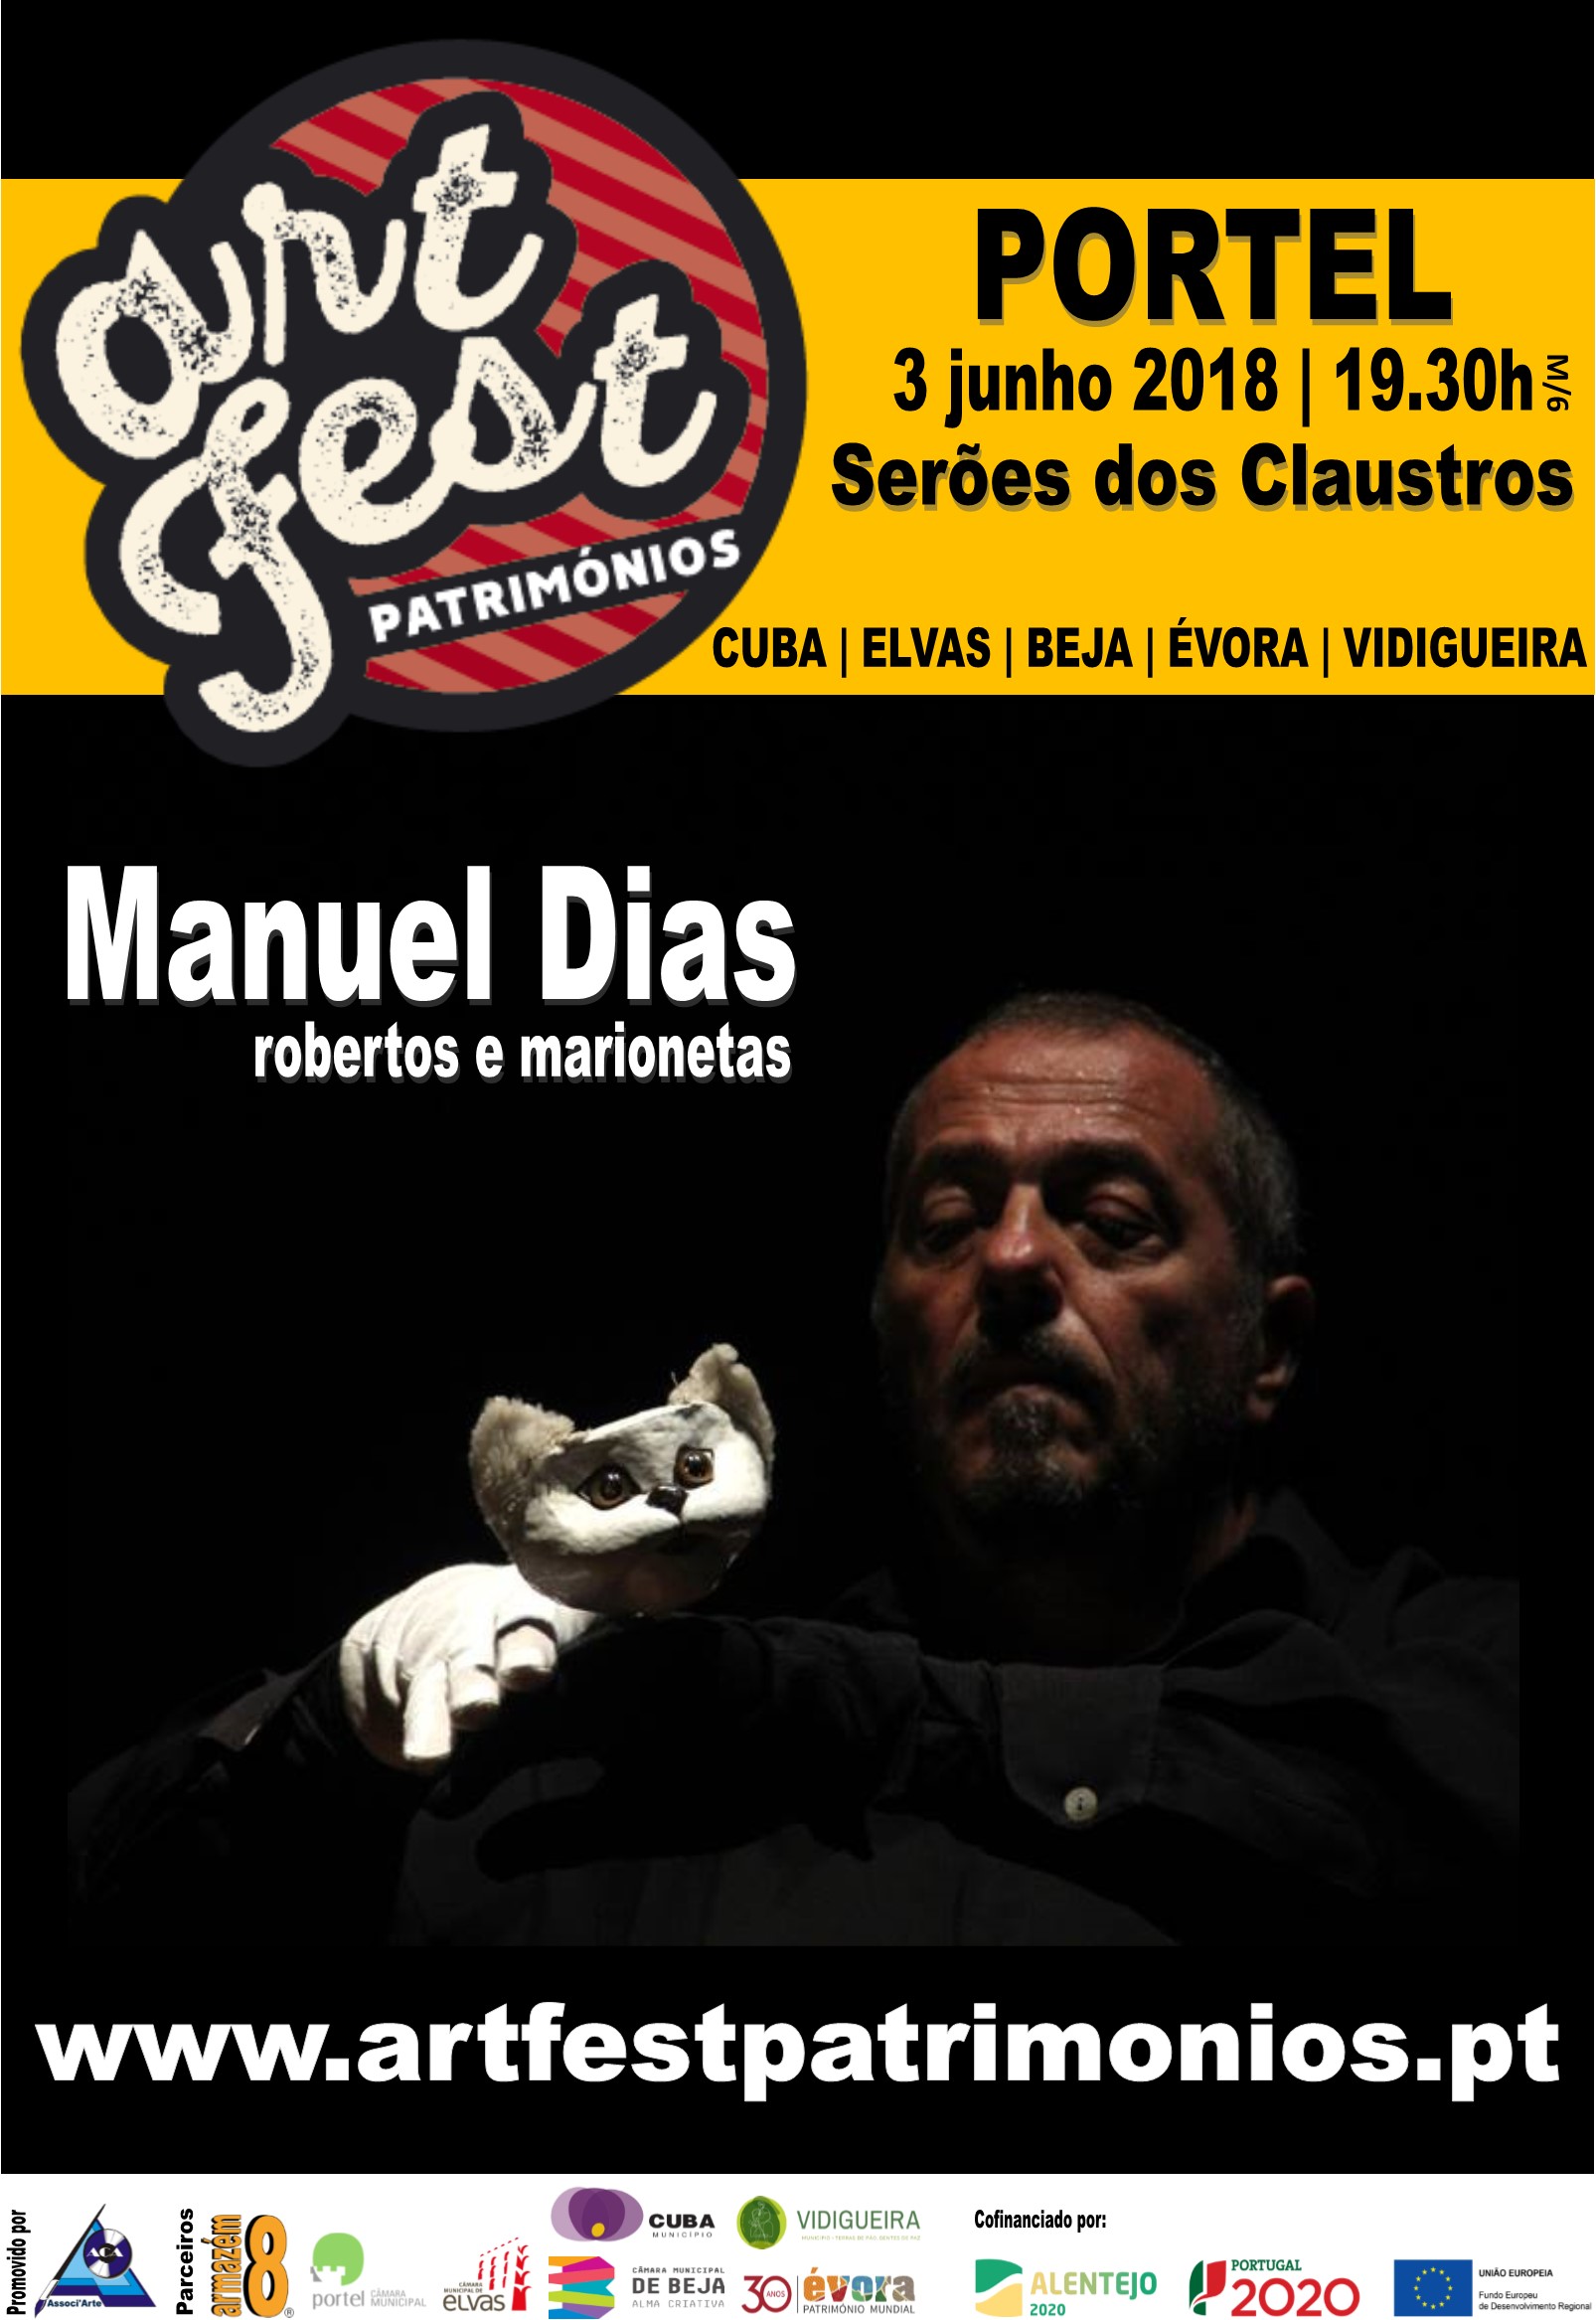 art
fest
PATRIMÓNIOS
PORTEL
3 junho 2018 | 19.30h M/6
Serões dos Claustros
CUBA | ELVAS | BEJA | ÉVORA | VIDIGUEIRA
Manuel Dias
robertos e marionetas
www.artfestpatrimonios.pt
Promovido por
ACA
Associ'Arte
Parceiros
armazém 8 ®
portel CÂMARA MUNICIPAL
CÂMARA MUNICIPAL DE elvas
CUBA
MUNICÍPIO
VIDIGUEIRA
CÂMARA MUNICIPAL
DE BEJA
ALMA CRIATIVA
30 ANOS
évora
PATRIMÓNIO MUNDIAL
Cofinanciado por:
ALENTEJO
2020
PORTUGAL
2020
UNIÃO EUROPEIA
Fundo Europeu
de Desenvolvimento Regional